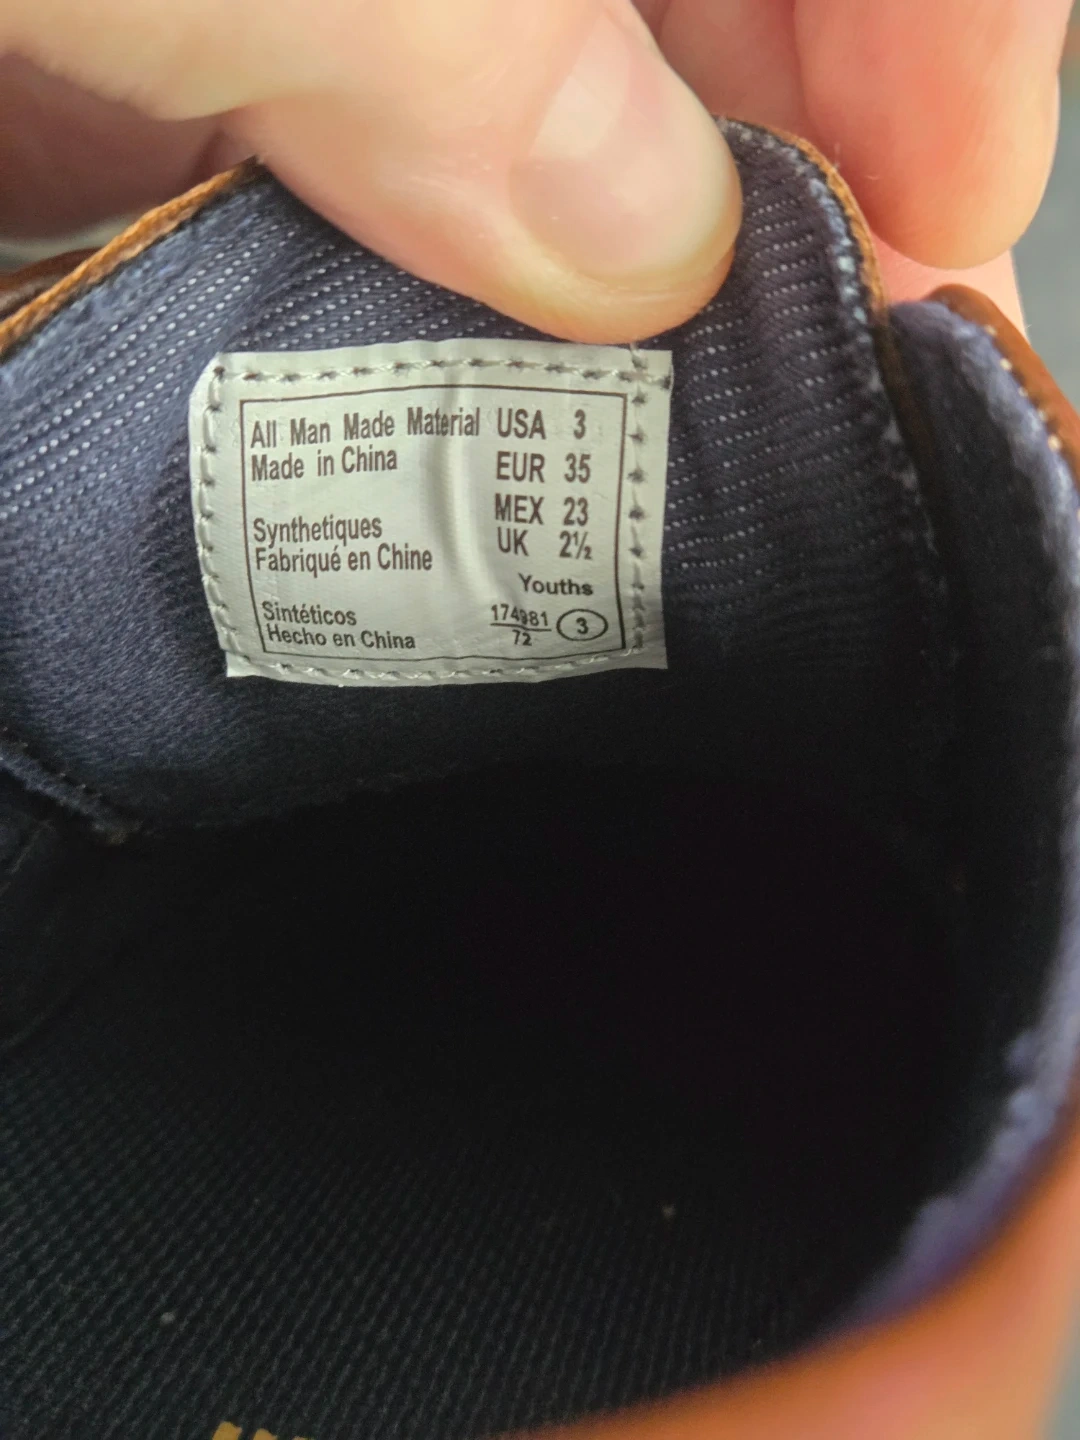 All Man Made Material USA 3
Made in China EUR 35
MEX 23
Synthetiques UK 2½
Fabriqué en Chine
Youths
Sintéticos 174981 3
Hecho en China 72